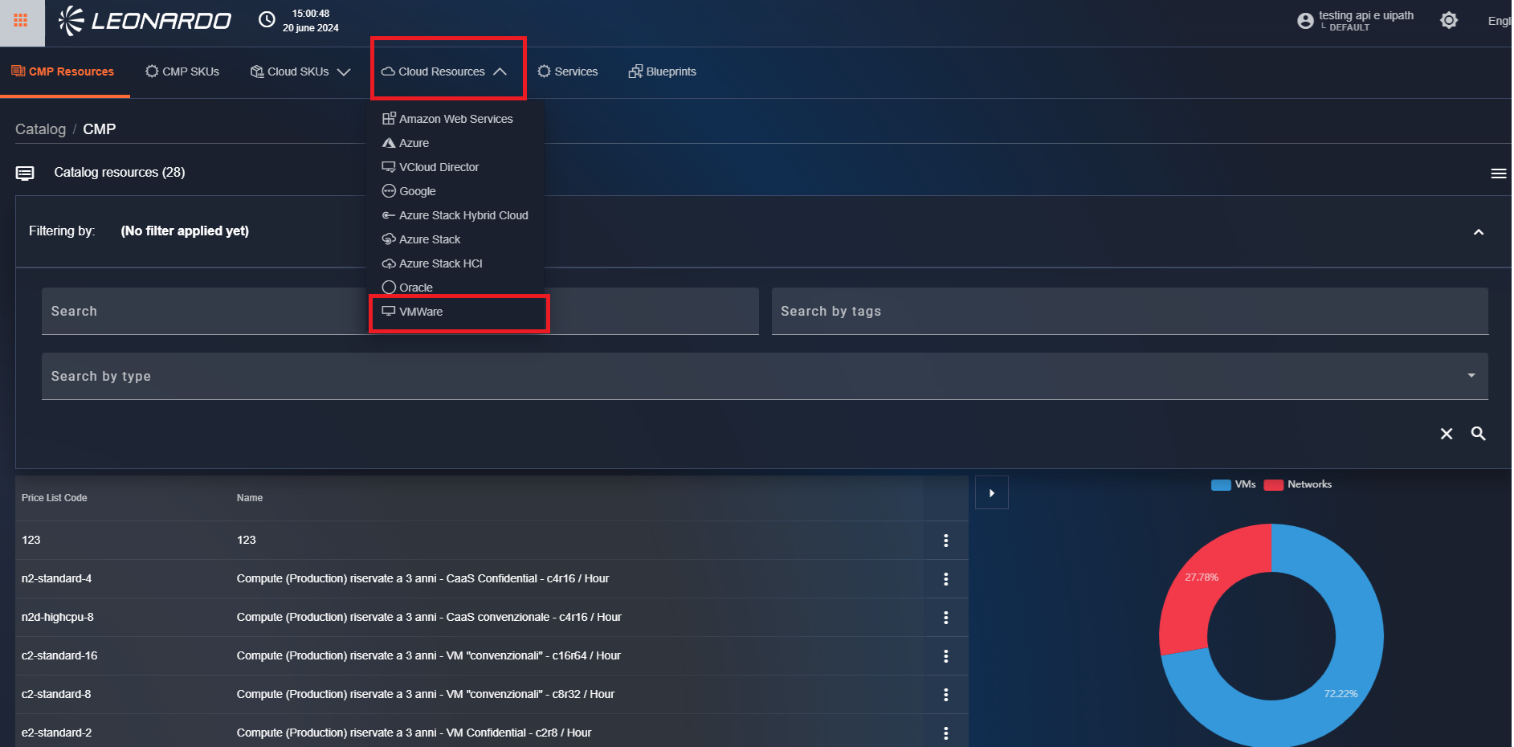 LEONARDO
15:00:48
20 june 2024
testing api e uipath
└ DEFAULT
Engl
CMP Resources
CMP SKUs
Cloud SKUs
Cloud Resources
Services
Blueprints
Amazon Web Services
Azure
VCloud Director
Google
Azure Stack Hybrid Cloud
Azure Stack
Azure Stack HCI
Oracle
VMWare
Catalog / CMP
Catalog resources (28)
Filtering by: (No filter applied yet)
Search
Search by tags
Search by type
Price List Code Name
123 123
n2-standard-4 Compute (Production) riservate a 3 anni - CaaS Confidential - c4r16 / Hour
n2d-highcpu-8 Compute (Production) riservate a 3 anni - CaaS convenzionale - c4r16 / Hour
c2-standard-16 Compute (Production) riservate a 3 anni - VM "convenzionali" - c16r64 / Hour
c2-standard-8 Compute (Production) riservate a 3 anni - VM "convenzionali" - c8r32 / Hour
e2-standard-2 Compute (Production) riservate a 3 anni - VM Confidential - c2r8 / Hour
VMs Networks
27.78%
72.22%